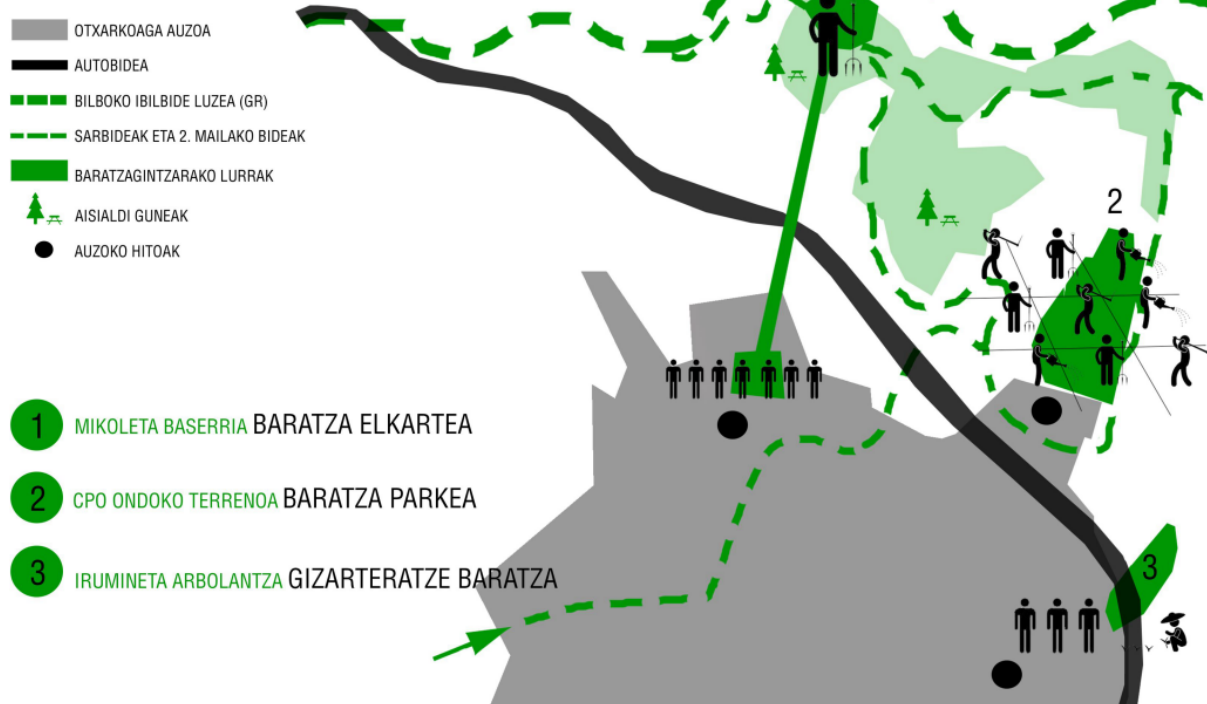 OTXARKOAGA AUZOA
AUTOBIDEA
BILBOKO IBILBIDE LUZEA (GR)
SARBIDEAK ETA 2. MAILAKO BIDEAK
BARATZAGINTZARAKO LURRAK
AISIALDI GUNEAK
AUZOKO HITOAK
1 MIKOLETA BASERRIA BARATZA ELKARTEA
2 CPO ONDOKO TERRENOA BARATZA PARKEA
3 IRUMINETA ARBOLANTZA GIZARTERATZE BARATZA
2
3